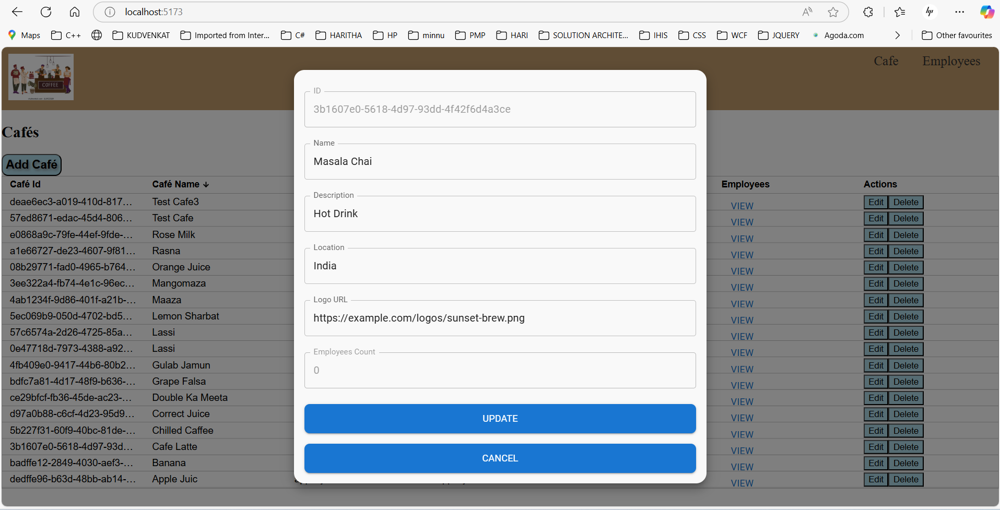 localhost:5173
Maps C++ KUDVENKAT Imported from Inter... C# HARITHA HP minnu PMP HARI SOLUTION ARCHITE... IHIS CSS WCF JQUERY Agoda.com Other favourites
COFFEE
Cafe Employees
Cafés
Add Café
Café Id Café Name Employees Actions
deae6ec3-a019-410d-817... Test Cafe3 VIEW Edit Delete
57ed8671-edac-45d4-806... Test Cafe VIEW Edit Delete
e0868a9c-79fe-44ef-9fde-... Rose Milk VIEW Edit Delete
a1e66727-de23-4607-9f81... Rasna VIEW Edit Delete
08b29771-fad0-4965-b764... Orange Juice VIEW Edit Delete
3ee322a4-fb74-4e1c-96ec... Mangomaza VIEW Edit Delete
4ab1234f-9d86-401f-a21b-... Maaza VIEW Edit Delete
5ec069b9-050d-4702-bd5... Lemon Sharbat VIEW Edit Delete
57c6574a-2d26-4725-85a... Lassi VIEW Edit Delete
0e47718d-7973-4388-a92... Lassi VIEW Edit Delete
4fb409e0-9417-44b6-80b2... Gulab Jamun VIEW Edit Delete
bdfc7a81-4d17-48f9-b636-... Grape Falsa VIEW Edit Delete
ce29bfcf-fb36-45de-ac23-... Double Ka Meeta VIEW Edit Delete
d97a0b88-c6cf-4d23-95d9... Correct Juice VIEW Edit Delete
5b227f31-60f9-40bc-81de-... Chilled Caffee VIEW Edit Delete
3b1607e0-5618-4d97-93d... Cafe Latte VIEW Edit Delete
badffe12-2849-4030-aef3-... Banana VIEW Edit Delete
dedffe96-b63d-48bb-ab14-... Apple Juic VIEW Edit Delete
ID
3b1607e0-5618-4d97-93dd-4f42f6d4a3ce
Name
Masala Chai
Description
Hot Drink
Location
India
Logo URL
https://example.com/logos/sunset-brew.png
Employees Count
0
UPDATE
CANCEL